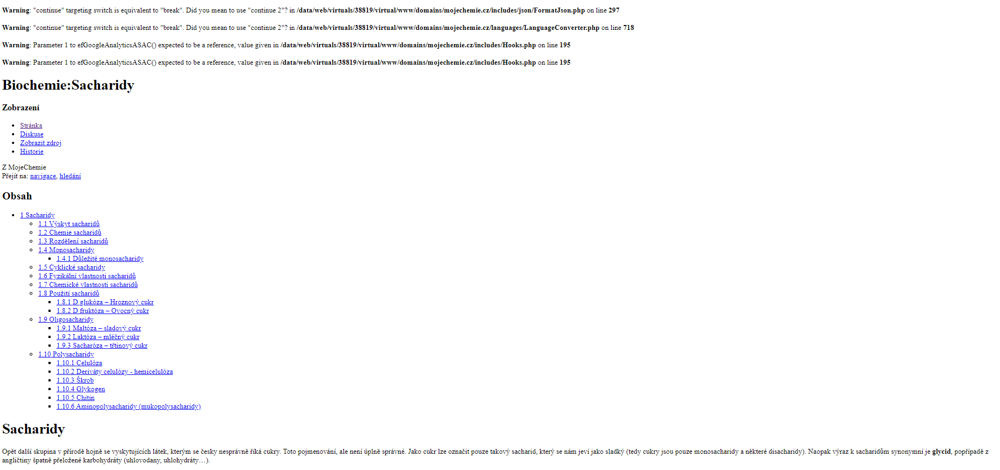 Warning: "continue" targeting switch is equivalent to "break". Did you mean to use "continue 2"? in /data/web/virtuals/38819/virtual/www/domains/mojechemie.cz/includes/json/FormatJson.php on line 297
Warning: "continue" targeting switch is equivalent to "break". Did you mean to use "continue 2"? in /data/web/virtuals/38819/virtual/www/domains/mojechemie.cz/languages/LanguageConverter.php on line 718
Warning: Parameter 1 to efGoogleAnalyticsASAC() expected to be a reference, value given in /data/web/virtuals/38819/virtual/www/domains/mojechemie.cz/includes/Hooks.php on line 195
Warning: Parameter 1 to efGoogleAnalyticsASAC() expected to be a reference, value given in /data/web/virtuals/38819/virtual/www/domains/mojechemie.cz/includes/Hooks.php on line 195
Biochemie:Sacharidy
Zobrazení
Stránka
Diskuse
Zobrazit zdroj
Historie
Z MojeChemie
Přejít na: navigace, hledání
Obsah
1 Sacharidy
1.1 Výskyt sacharidů
1.2 Chemie sacharidů
1.3 Rozdělení sacharidů
1.4 Monosacharidy
1.4.1 Důležité monosacharidy
1.5 Cyklické sacharidy
1.6 Fyzikální vlastnosti sacharidů
1.7 Chemické vlastnosti sacharidů
1.8 Použití sacharidů
1.8.1 D glukóza – Hroznový cukr
1.8.2 D fruktóza – Ovocný cukr
1.9 Oligosacharidy
1.9.1 Maltóza – sladový cukr
1.9.2 Laktóza – mléčný cukr
1.9.3 Sacharóza – třtinový cukr
1.10 Polysacharidy
1.10.1 Celulóza
1.10.2 Deriváty celulózy - hemicelulóza
1.10.3 Škrob
1.10.4 Glykogen
1.10.5 Chitin
1.10.6 Aminopolysacharidy (mukopolysacharidy)
Sacharidy
Opět další skupina v přírodě hojně se vyskytujících látek, kterým se česky nesprávně říká cukry. Toto pojmenování, ale není úplně správné. Jako cukr lze označit pouze takový sacharid, který se nám jeví jako sladký (tedy cukry jsou pouze monosacharidy a některé disacharidy). Naopak výraz k sacharidům synonymní je glycid, popřípadě z
angličtiny špatně přeložené karbohydráty (uhlovodany, uhlohydráty…).